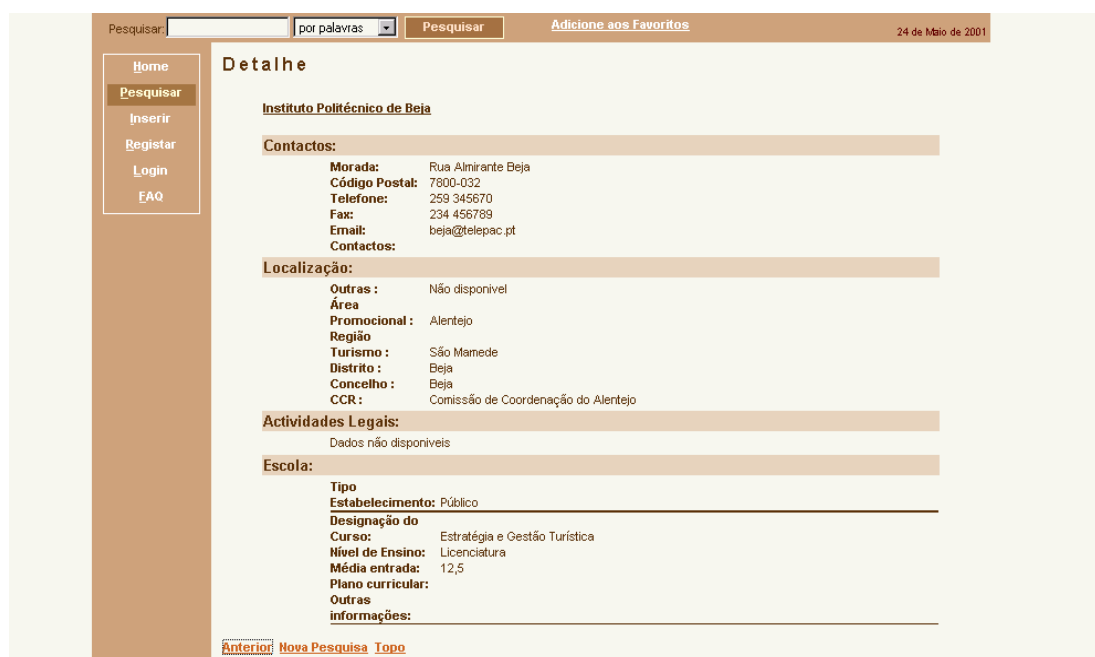 Pesquisar: por palavras Pesquisar Adicione aos Favoritos 24 de Maio de 2001
Home
Pesquisar
Inserir
Registar
Login
FAQ
Detalhe
Instituto Politécnico de Beja
Contactos:
Morada: Rua Almirante Beja
Código Postal: 7800-032
Telefone: 259 345670
Fax: 234 456789
Email: beja@telepac.pt
Contactos:
Localização:
Outras : Não disponivel
Área
Promocional : Alentejo
Região
Turismo : São Mamede
Distrito : Beja
Concelho : Beja
CCR : Comissão de Coordenação do Alentejo
Actividades Legais:
Dados não disponiveis
Escola:
Tipo
Estabelecimento: Público
Designação do
Curso: Estratégia e Gestão Turística
Nível de Ensino: Licenciatura
Média entrada: 12,5
Plano curricular:
Outras
informações:
Anterior Nova Pesquisa Topo